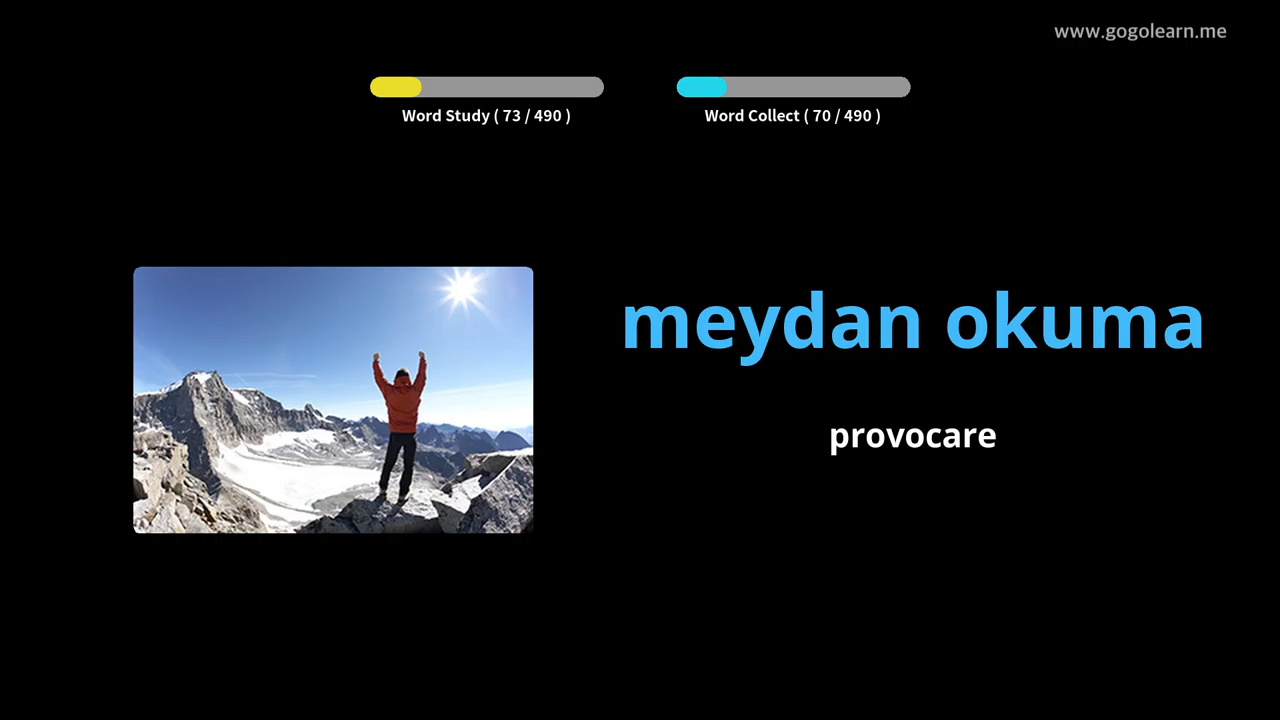 www.gogolearn.me
Word Study ( 73 / 490 )
Word Collect ( 70 / 490 )
meydan okuma
provocare